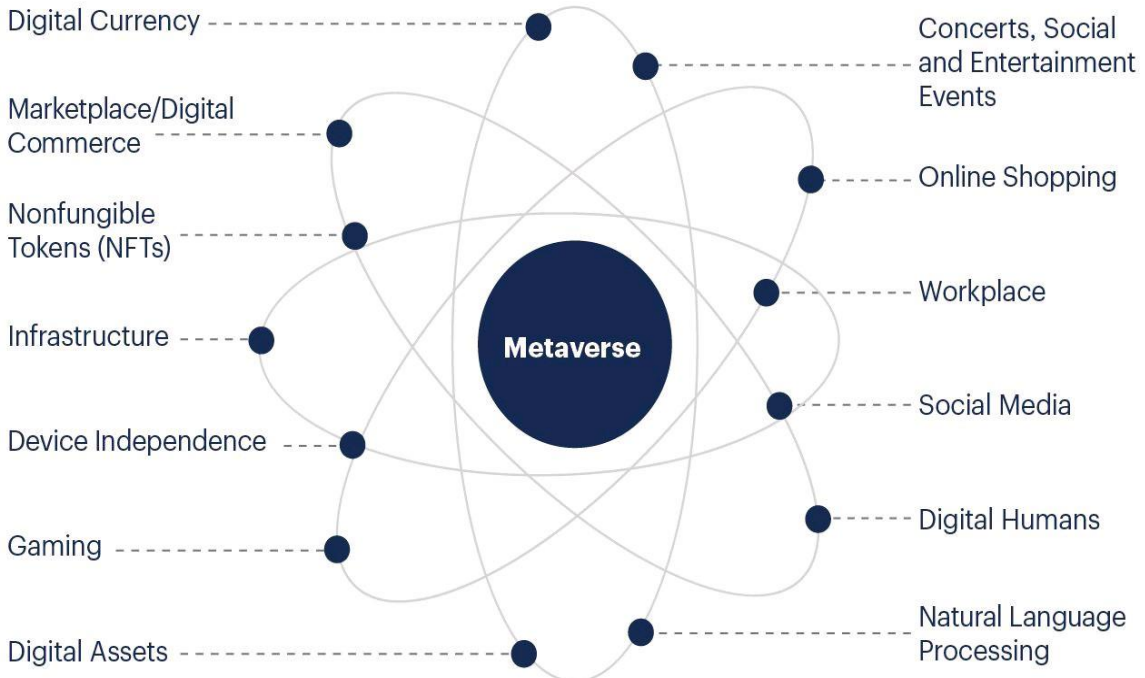 Digital Currency
Marketplace/Digital
Commerce
Nonfungible
Tokens (NFTs)
Infrastructure
Device Independence
Gaming
Digital Assets
Metaverse
Concerts, Social
and Entertainment
Events
Online Shopping
Workplace
Social Media
Digital Humans
Natural Language
Processing